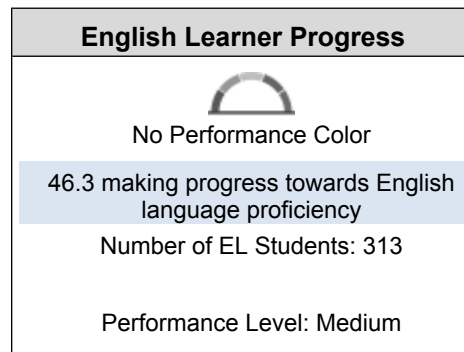 English Learner Progress
No Performance Color
46.3 making progress towards English
language proficiency
Number of EL Students: 313
Performance Level: Medium